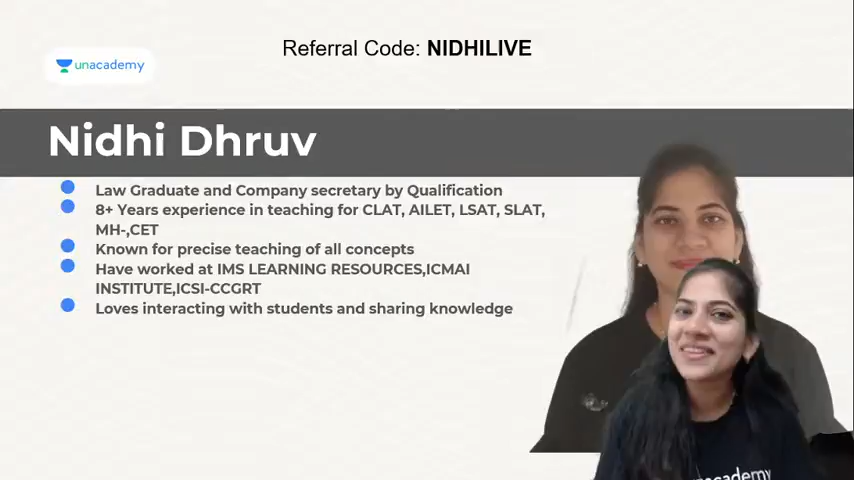 Referral Code: NIDHILIVE
unacademy
Nidhi Dhruv
Law Graduate and Company secretary by Qualification
8+ Years experience in teaching for CLAT, AILET, LSAT, SLAT,
MH-,CET
Known for precise teaching of all concepts
Have worked at IMS LEARNING RESOURCES,ICMAI
INSTITUTE,ICSI-CCGRT
Loves interacting with students and sharing knowledge